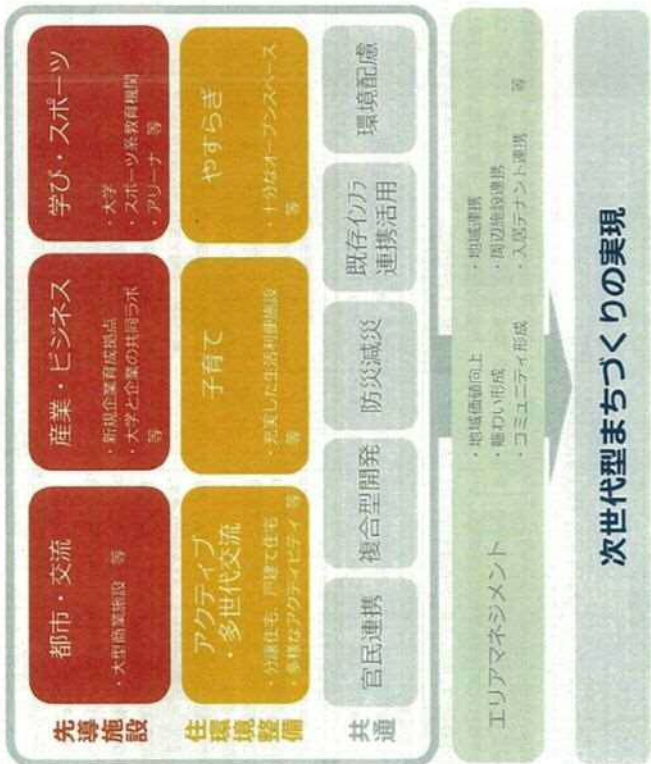 先導施設
都市・交流
・大型商業施設 等
産業・ビジネス
・新規企業育成拠点
・大学と企業の共同ラボ
等
学び・スポーツ
・大学
・スポーツ系教育機関
・アリーナ 等
住環境整備
アクティブ
・多世代交流
・分譲住宅、戸建て住宅
・多様なアクティビティ 等
子育て
・充実した生活利便施設
等
やすらぎ
・十分なオープンスペース
等
共通
官民連携
複合型開発
防災減災
既存インフラ
連携活用
環境配慮
エリアマネジメント
・地域価値向上
・賑わい形成
・コミュニティ形成
・地域連携
・周辺施設連携
・入居テナント連携 等
次世代型まちづくりの実現